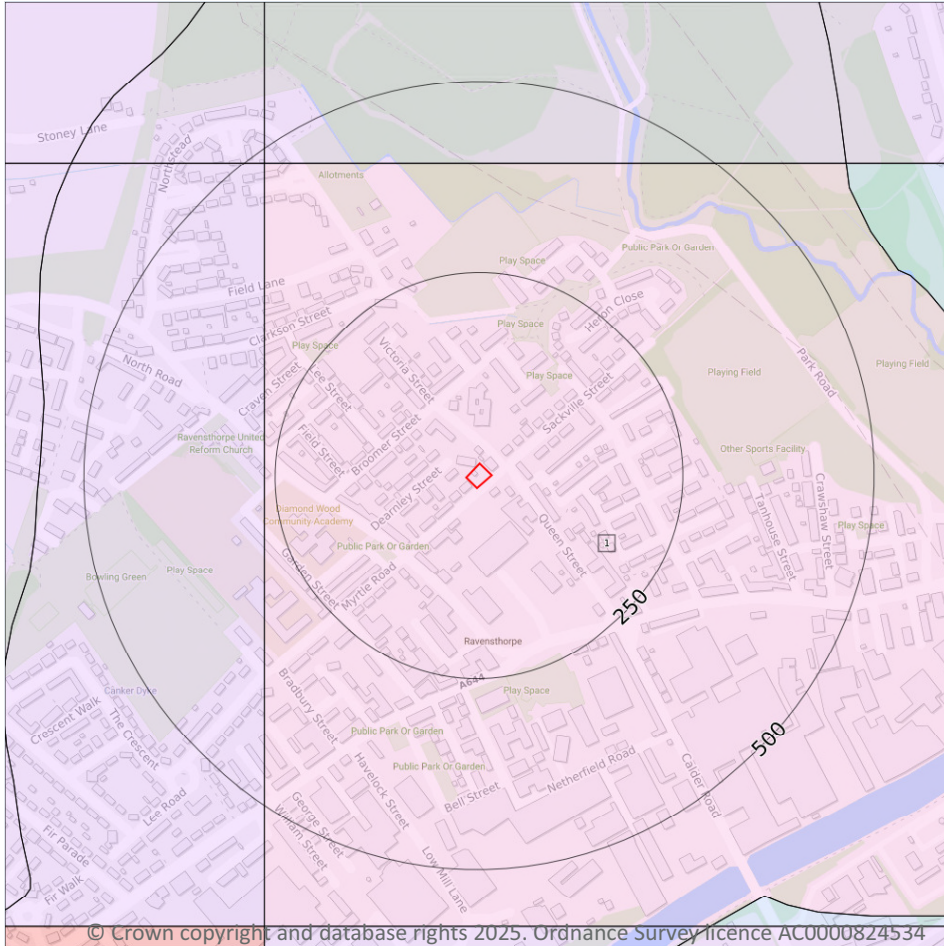 Stoney Lane
Northstead
Allotments
Public Park Or Garden
Play Space
Field Lane
Heron Close
Clarkson Street
Play Space
Play Space
Victoria Street
North Road
Park Road
Playing Field
Playing Field
Play Space
Craven Street
Sackville Street
Field Street
Broomer Street
Ravensthorpe United
Reform Church
Other Sports Facility
Dearnley Street
Crawshaw Street
Tanhouse Street
Diamond Wood
Community Academy
Play Space
Queen Street
1
Public Park Or Garden
Bowling Green
Play Space
Garden Street
Myrtle Road
250
Ravensthorpe
A644
Canker Dyke
Play Space
Bradbury Street
Crescent Walk
The Crescent
Public Park Or Garden
500
Public Park Or Garden
Netherfield Road
Havelock Street
Calder Road
Bell Street
Lee Road
George Street
William Street
Fir Parade
Low Mill Lane
Fir Walk
© Crown copyright and database rights 2025. Ordnance Survey licence AC0000824534